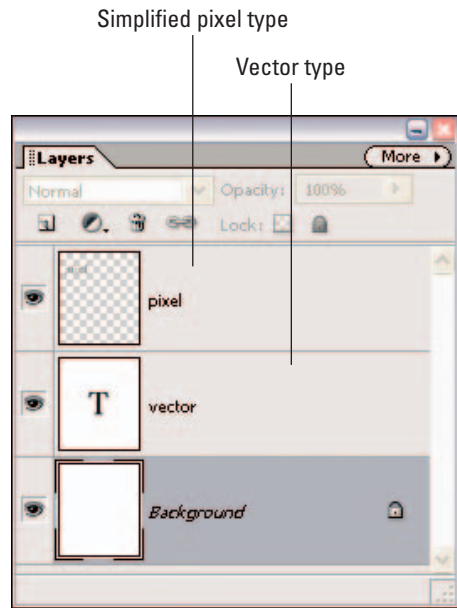 Simplified pixel type
Vector type
Layers
More
Normal
Opacity: 100%
Lock:
pixel
T
vector
Background